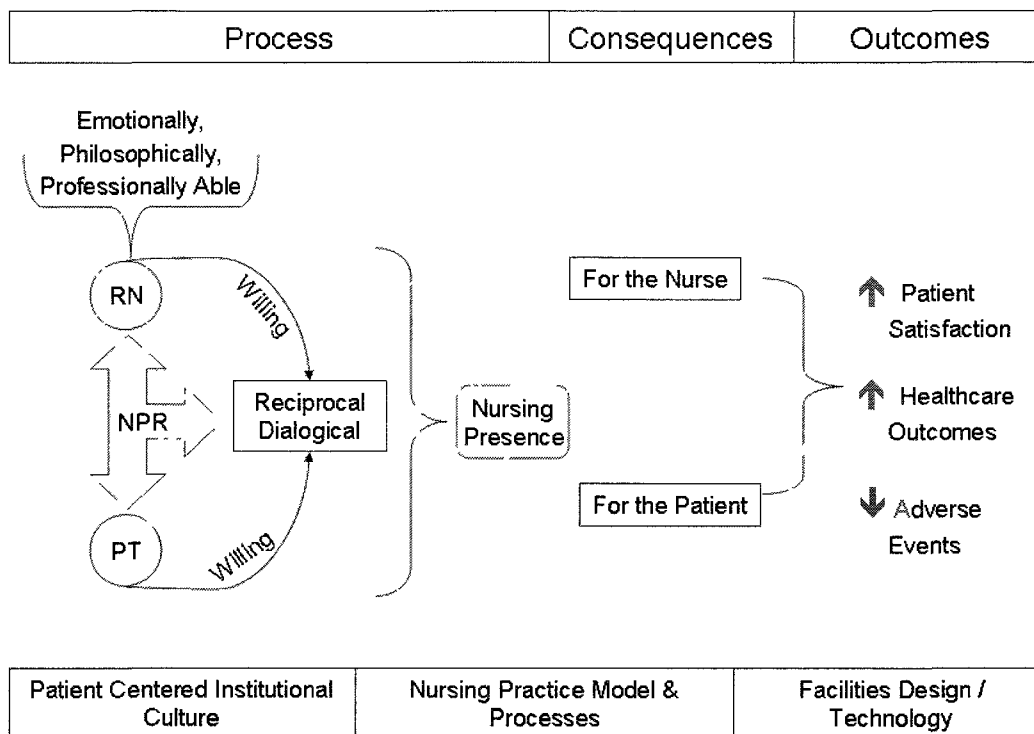 Process
Consequences
Outcomes
Emotionally,
Philosophically,
Professionally Able
RN
Willing
NPR
Reciprocal
Dialogical
PT
Willing
Nursing
Presence
For the Nurse
For the Patient
Patient
Satisfaction
Healthcare
Outcomes
Adverse
Events
Patient Centered Institutional
Culture
Nursing Practice Model &
Processes
Facilities Design /
Technology